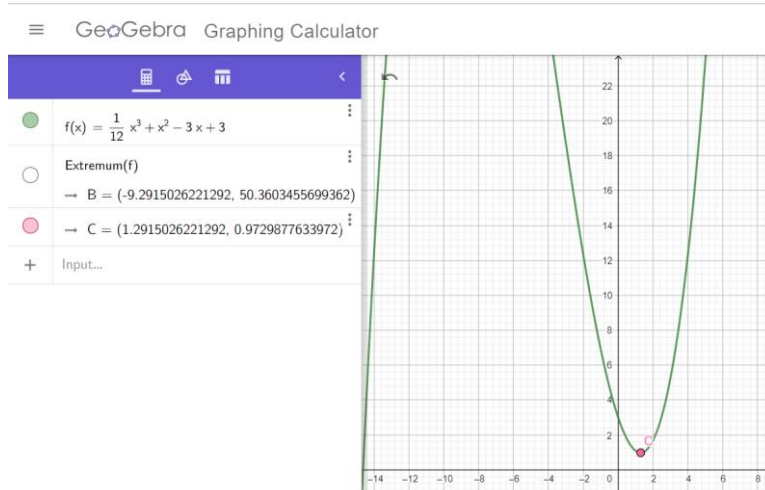 GeoGebra Graphing Calculator
f(x) = 1/12 x³ + x² − 3 x + 3
Extremum(f)
→ B = (-9.2915026221292, 50.3603455699362)
→ C = (1.2915026221292, 0.9729877633972)
+ Input...
22
20
18
16
14
12
10
8
6
4
2
C
−14 −12 −10 −8 −6 −4 −2 0 2 4 6 8